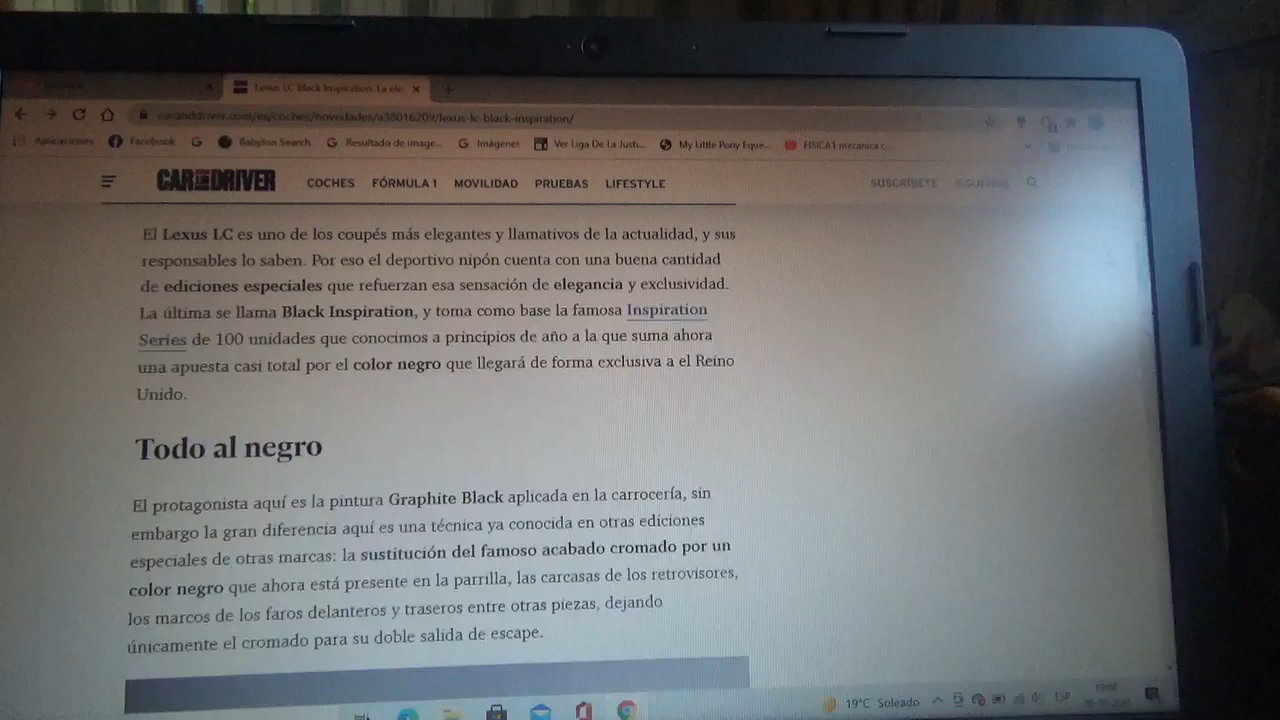 Lexus LC Black Inspiration: La ele
caranddriver.com/es/coches/novedades/a38016209/lexus-lc-black-inspiration/
Aplicaciones Facebook Babylon Search Resultado de image... Imágenes Ver Liga De La Justi... My Little Pony Eque... FISICA1 mecanica c...
CAR AND DRIVER COCHES FÓRMULA 1 MOVILIDAD PRUEBAS LIFESTYLE SUSCRÍBETE SÍGUENOS
El Lexus LC es uno de los coupés más elegantes y llamativos de la actualidad, y sus
responsables lo saben. Por eso el deportivo nipón cuenta con una buena cantidad
de ediciones especiales que refuerzan esa sensación de elegancia y exclusividad.
La última se llama Black Inspiration, y toma como base la famosa Inspiration
Series de 100 unidades que conocimos a principios de año a la que suma ahora
una apuesta casi total por el color negro que llegará de forma exclusiva a el Reino
Unido.
Todo al negro
El protagonista aquí es la pintura Graphite Black aplicada en la carrocería, sin
embargo la gran diferencia aquí es una técnica ya conocida en otras ediciones
especiales de otras marcas: la sustitución del famoso acabado cromado por un
color negro que ahora está presente en la parrilla, las carcasas de los retrovisores,
los marcos de los faros delanteros y traseros entre otras piezas, dejando
únicamente el cromado para su doble salida de escape.
19°C Soleado ESP